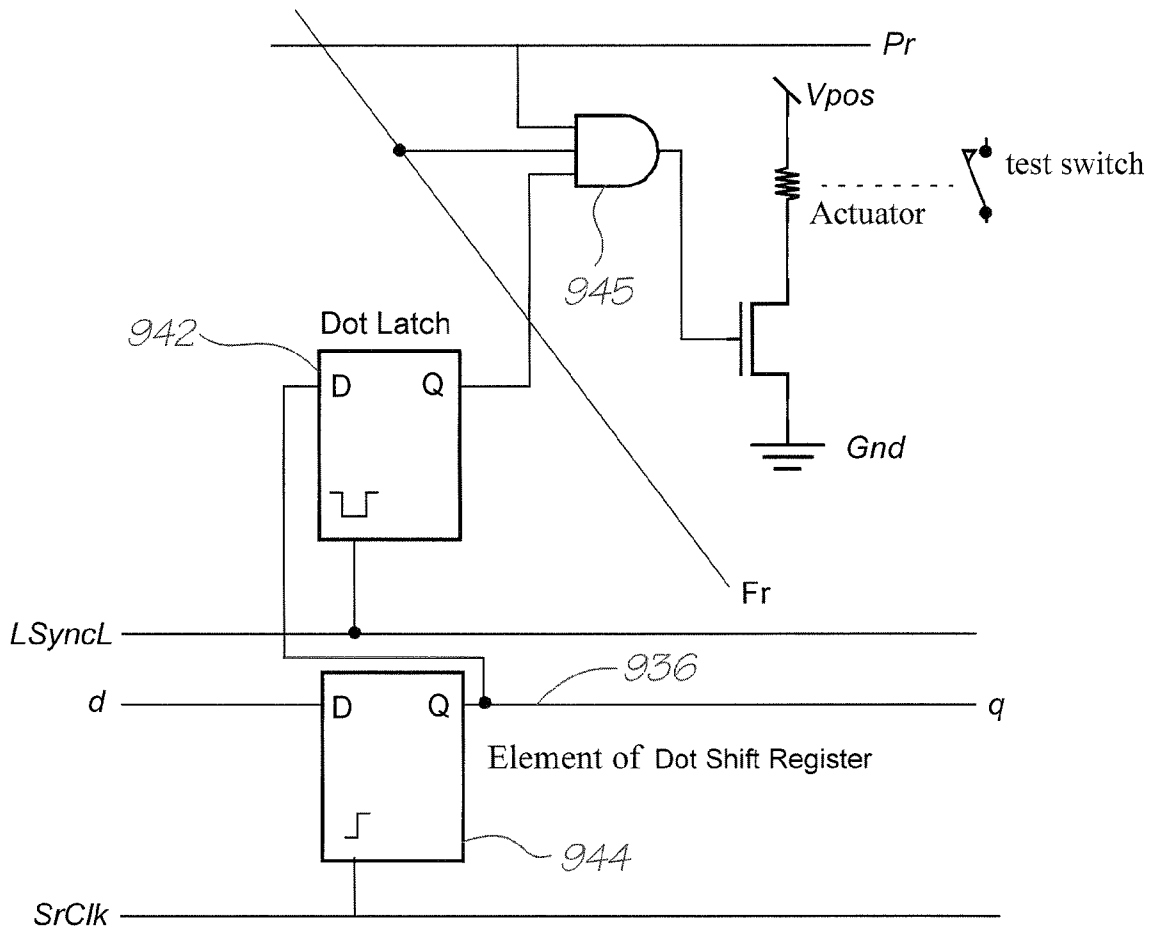 Pr
Vpos
test switch
Actuator
945
942
Dot Latch
D Q
Gnd
Fr
LSyncL
936
d
D Q
q
Element of Dot Shift Register
944
SrClk